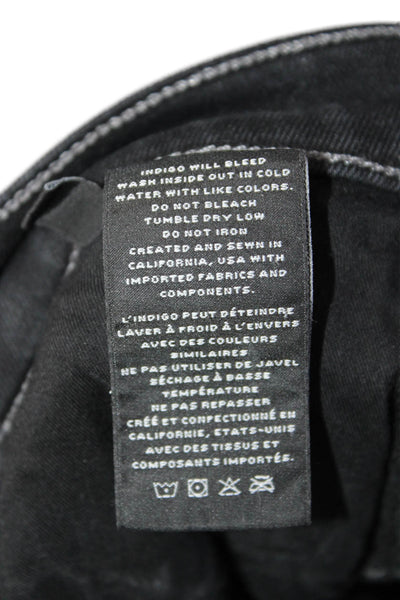 INDIGO WILL BLEED
WASH INSIDE OUT IN COLD
WATER WITH LIKE COLORS.
DO NOT BLEACH
TUMBLE DRY LOW
DO NOT IRON
CREATED AND SEWN IN
CALIFORNIA, USA WITH
IMPORTED FABRICS AND
COMPONENTS.
L'INDIGO PEUT DÉTEINDRE
LAVER À FROID À L'ENVERS
AVEC DES COULEURS
SIMILAIRES
NE PAS UTILISER DE JAVEL
SÉCHAGE À BASSE
TEMPÉRATURE
NE PAS REPASSER
CRÉÉ ET CONFECTIONNÉ EN
CALIFORNIE, ETATS-UNIS
AVEC DES TISSUS ET
COMPOSANTS IMPORTÉS.